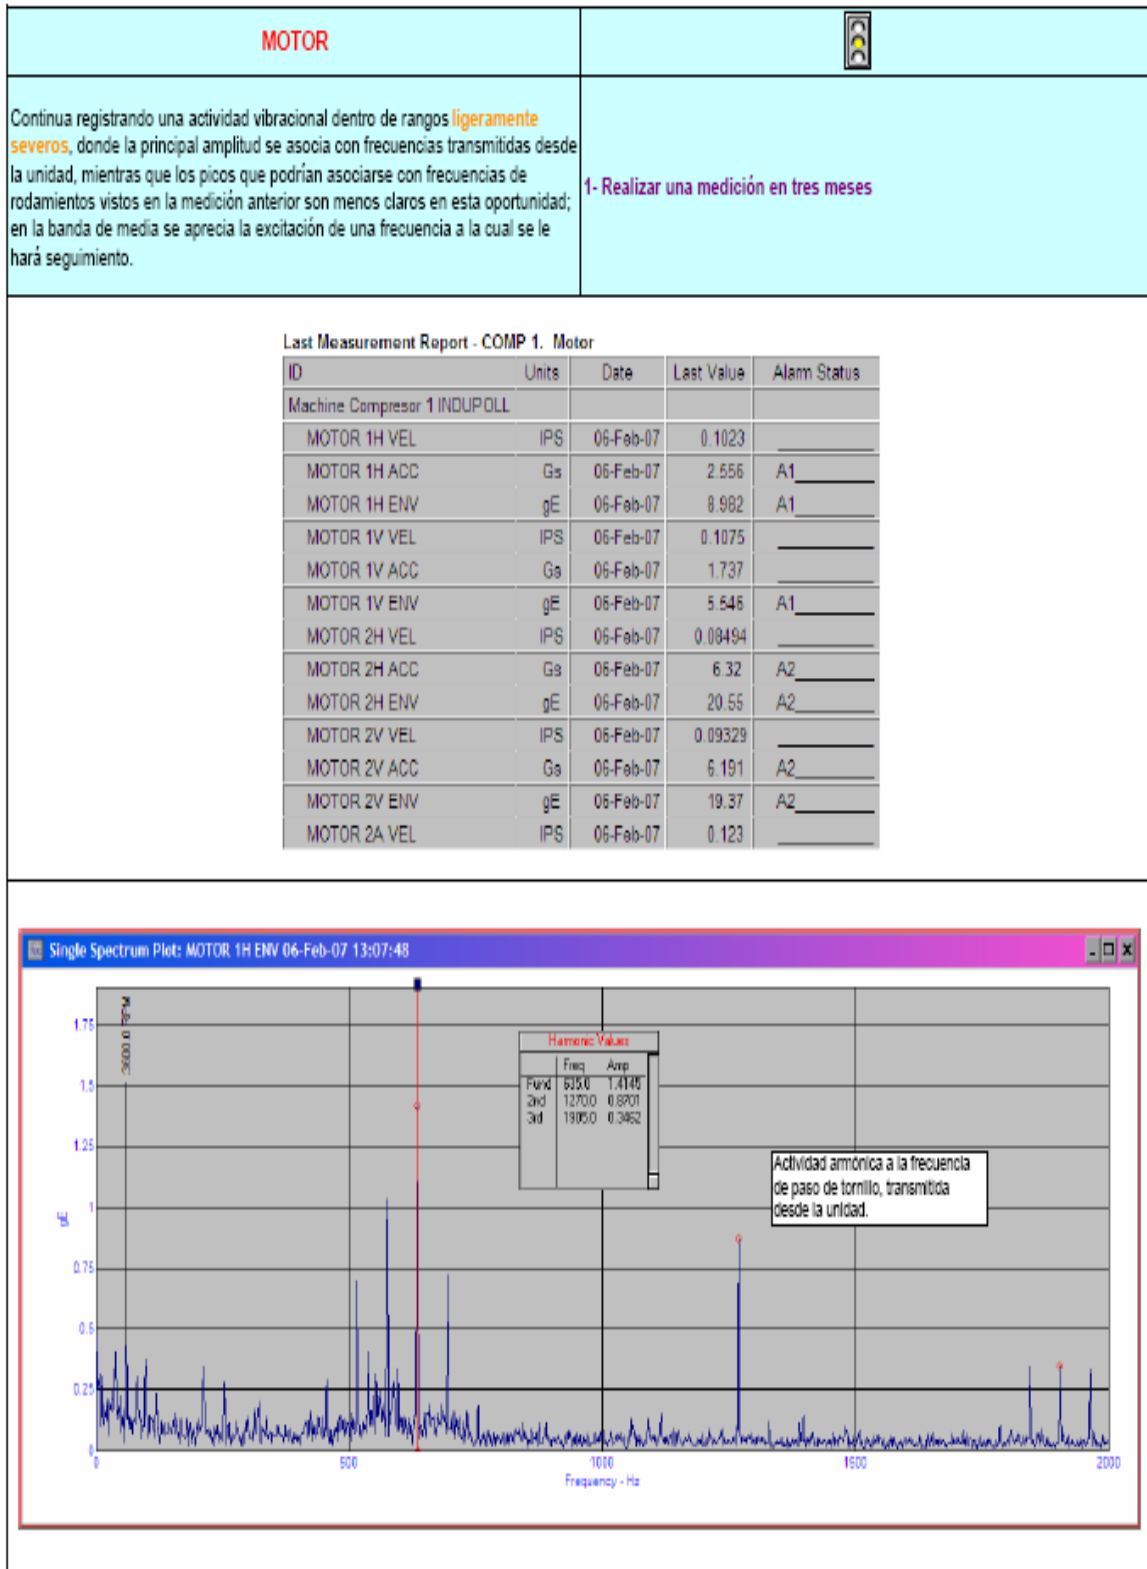 MOTOR
Continua registrando una actividad vibracional dentro de rangos ligeramente
severos, donde la principal amplitud se asocia con frecuencias transmitidas desde
la unidad, mientras que los picos que podrían asociarse con frecuencias de
rodamientos vistos en la medición anterior son menos claros en esta oportunidad;
en la banda de media se aprecia la excitación de una frecuencia a la cual se le
hará seguimiento.
1- Realizar una medición en tres meses
Last Measurement Report - COMP 1. Motor
ID Units Date Last Value Alarm Status
Machine Compresor 1 INDUPOLL
MOTOR 1H VEL IPS 06-Feb-07 0.1023
MOTOR 1H ACC Gs 06-Feb-07 2.556 A1
MOTOR 1H ENV gE 06-Feb-07 8.982 A1
MOTOR 1V VEL IPS 06-Feb-07 0.1075
MOTOR 1V ACC Gs 06-Feb-07 1.737
MOTOR 1V ENV gE 06-Feb-07 5.546 A1
MOTOR 2H VEL IPS 06-Feb-07 0.08494
MOTOR 2H ACC Gs 06-Feb-07 6.32 A2
MOTOR 2H ENV gE 06-Feb-07 20.55 A2
MOTOR 2V VEL IPS 06-Feb-07 0.09329
MOTOR 2V ACC Gs 06-Feb-07 6.191 A2
MOTOR 2V ENV gE 06-Feb-07 19.37 A2
MOTOR 2A VEL IPS 06-Feb-07 0.123
Single Spectrum Plot: MOTOR 1H ENV 06-Feb-07 13:07:48
3600.0 RPM
Harmonic Values
Freq Amp
Fund 635.0 1.4145
2nd 1270.0 0.8701
3rd 1905.0 0.3462
Actividad armónica a la frecuencia
de paso de tornillo, transmitida
desde la unidad.
1.75
1.5
1.25
1
0.75
0.5
0.25
0
gE
0 500 1000 1500 2000
Frequency - Hz